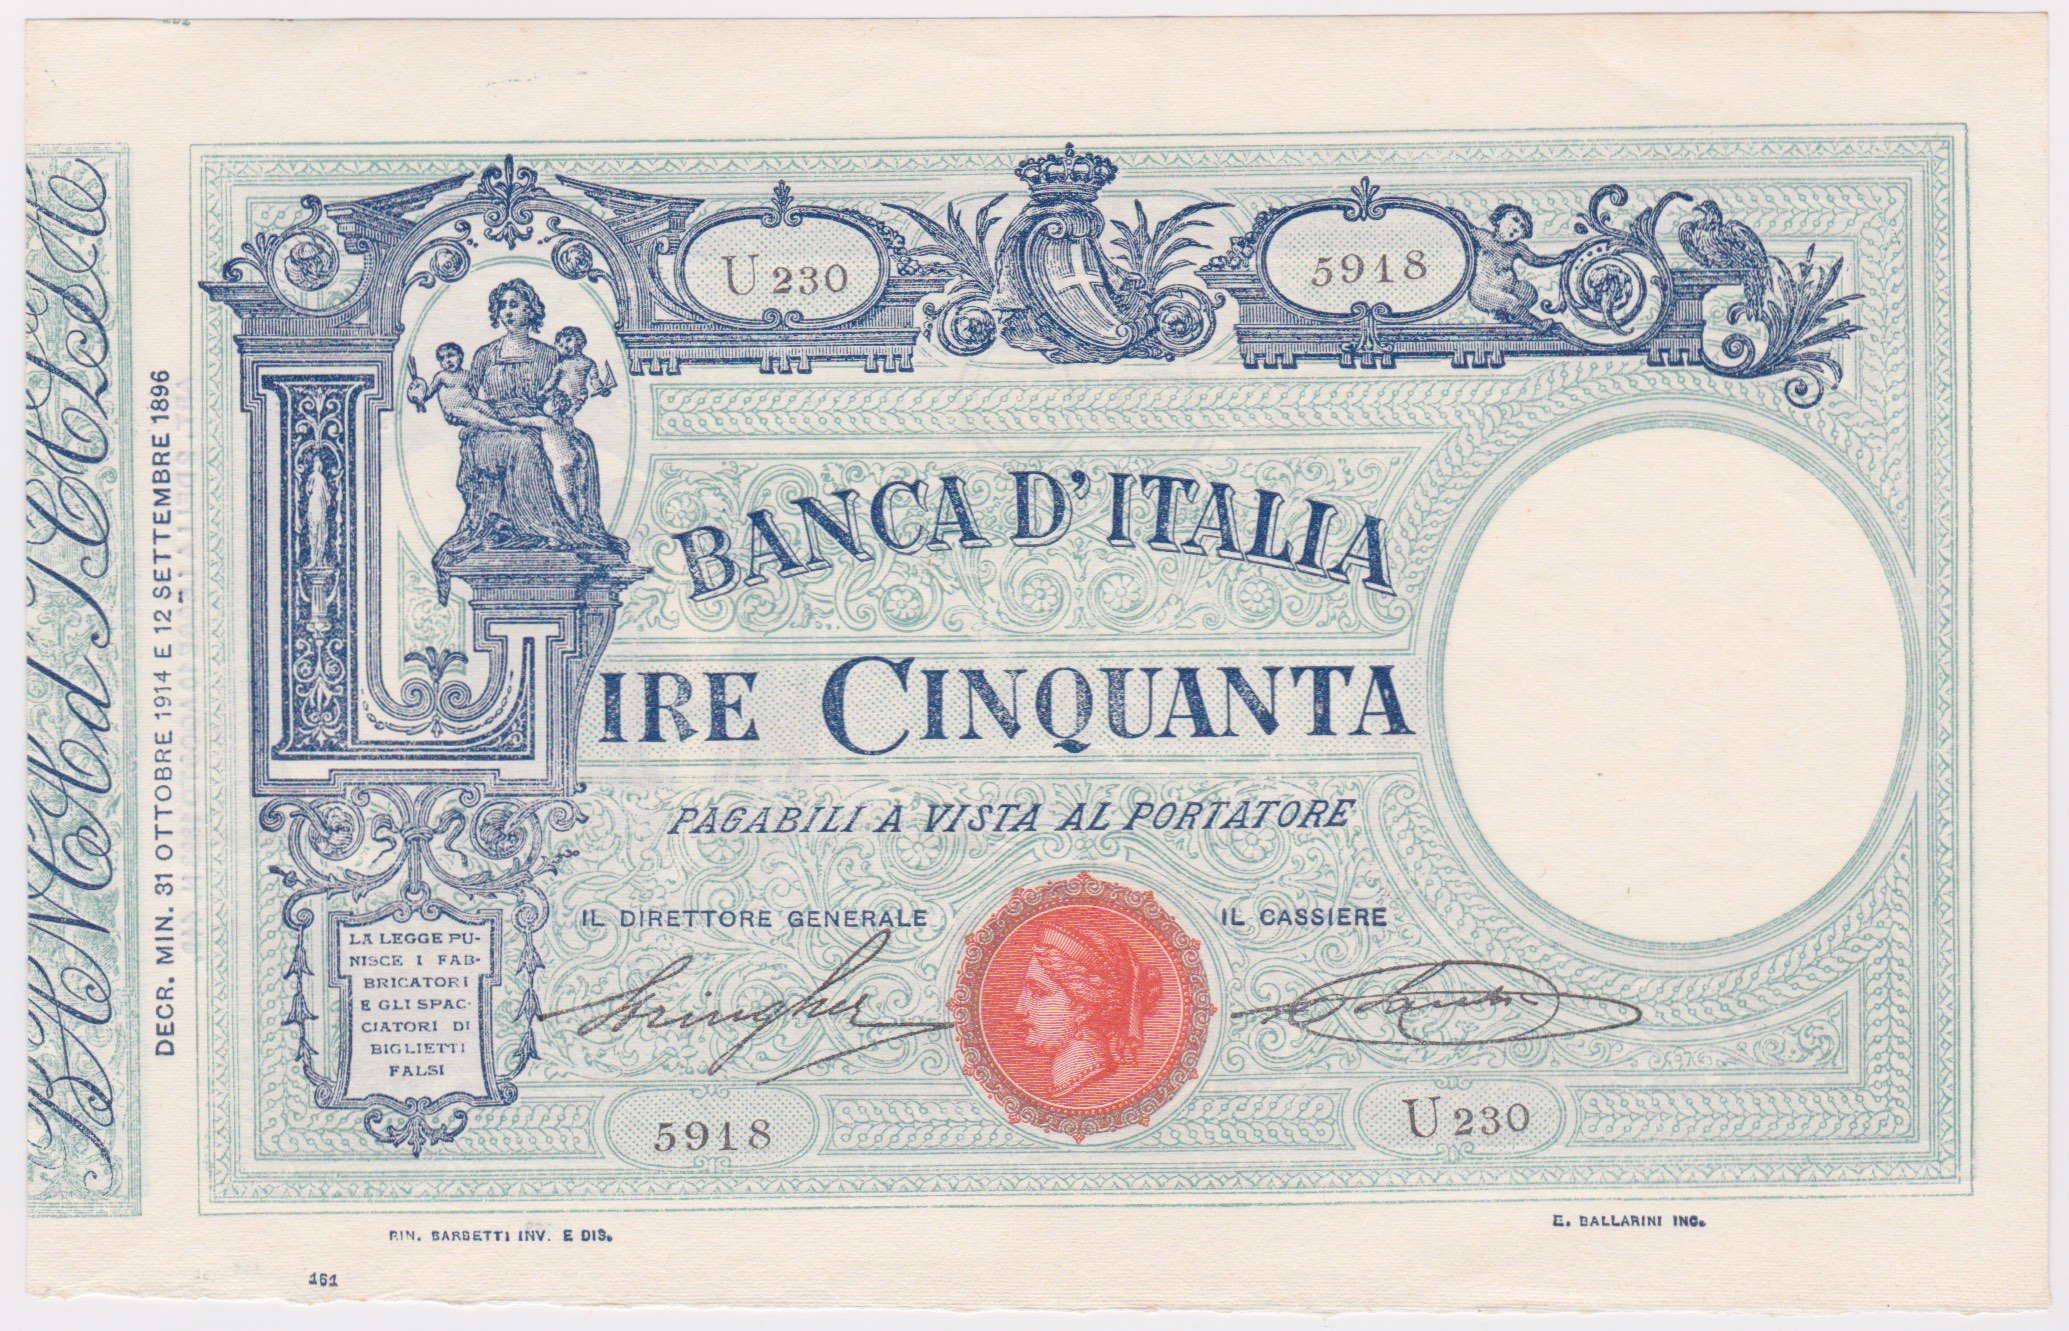 U 230
5918
BANCA D'ITALIA
LIRE CINQUANTA
PAGABILI A VISTA AL PORTATORE
IL DIRETTORE GENERALE
IL CASSIERE
Stringher
LA LEGGE PU-
NISCE I FAB-
BRICATORI
E GLI SPAC-
CIATORI DI
BIGLIETTI
FALSI
5918
U 230
DECR. MIN. 31 OTTOBRE 1914 E 12 SETTEMBRE 1896
RIN. BARBETTI INV. E DIS.
E. BALLARINI INC.
161